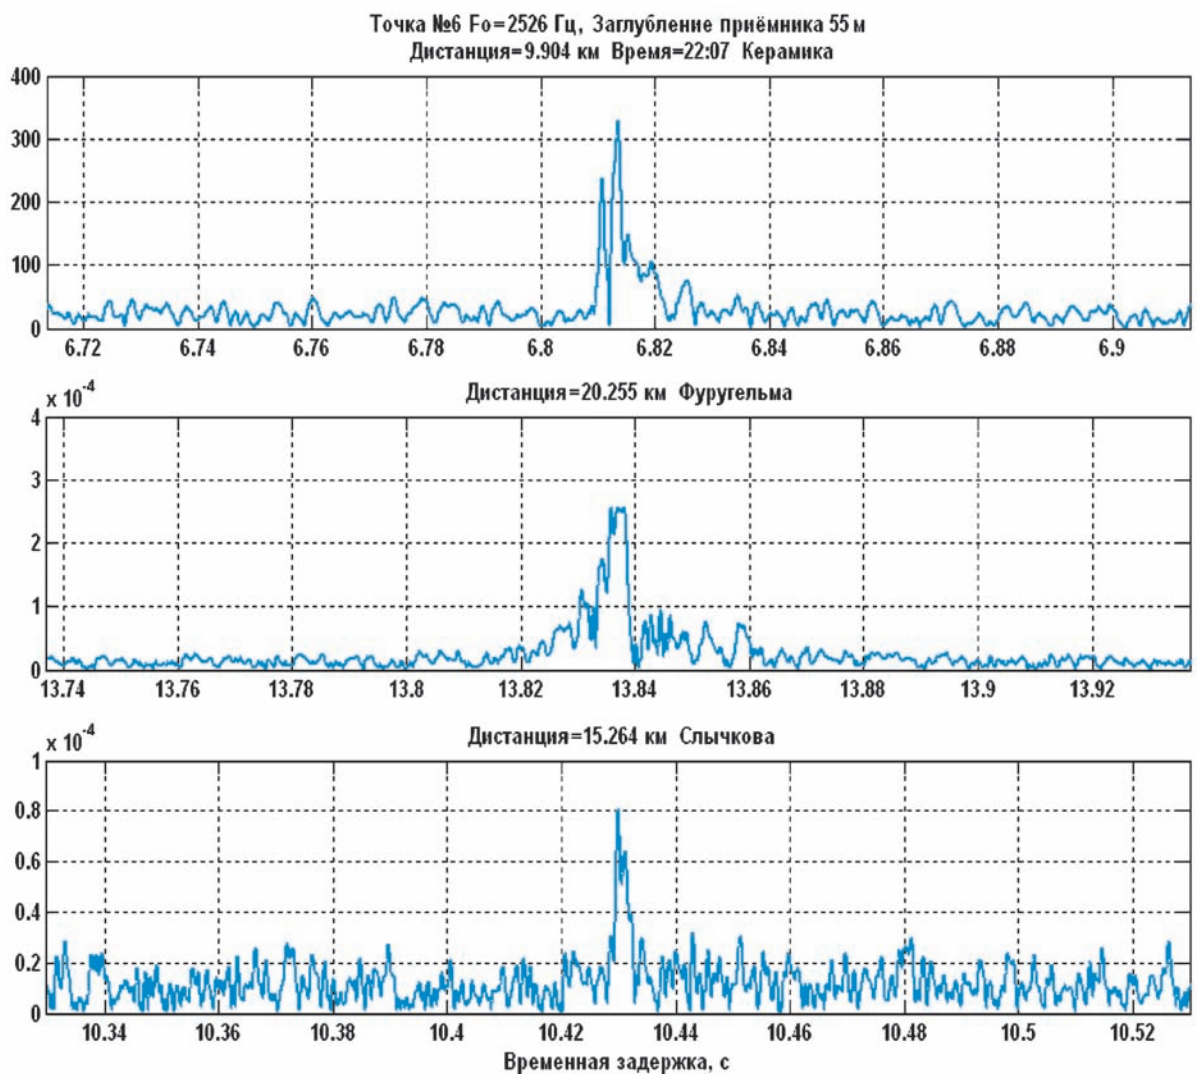 Точка №6 Fo=2526 Гц, Заглубление приёмника 55 м
Дистанция=9.904 км Время=22:07 Керамика
400
300
200
100
0
6.72 6.74 6.76 6.78 6.8 6.82 6.84 6.86 6.88 6.9
x 10-4 Дистанция=20.255 км Фуругельма
4
3
2
1
0
13.74 13.76 13.78 13.8 13.82 13.84 13.86 13.88 13.9 13.92
x 10-4 Дистанция=15.264 км Слычкова
1
0.8
0.6
0.4
0.2
0
10.34 10.36 10.38 10.4 10.42 10.44 10.46 10.48 10.5 10.52
Временная задержка, с